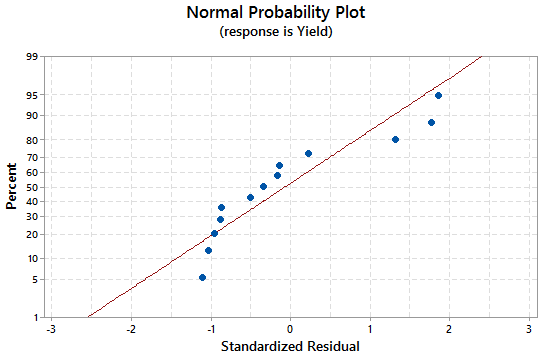 Normal Probability Plot
(response is Yield)
99
95
90
80
70
60
50
40
30
20
10
5
1
Percent
-3 -2 -1 0 1 2 3
Standardized Residual